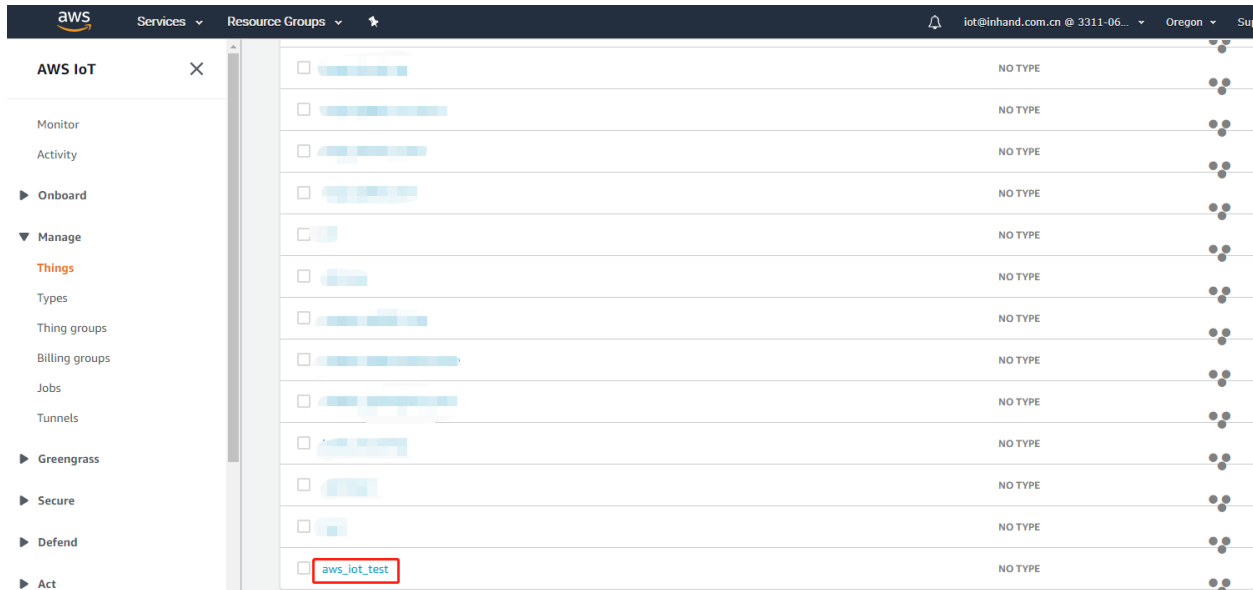 aws Services Resource Groups iot@inhand.com.cn @ 3311-06... Oregon Sup
AWS IoT
NO TYPE
Monitor
NO TYPE
Activity
NO TYPE
Onboard
NO TYPE
Manage
NO TYPE
Things
NO TYPE
Types
Thing groups
NO TYPE
Billing groups
NO TYPE
Jobs
NO TYPE
Tunnels
NO TYPE
Greengrass
NO TYPE
Secure
NO TYPE
Defend
aws_iot_test NO TYPE
Act